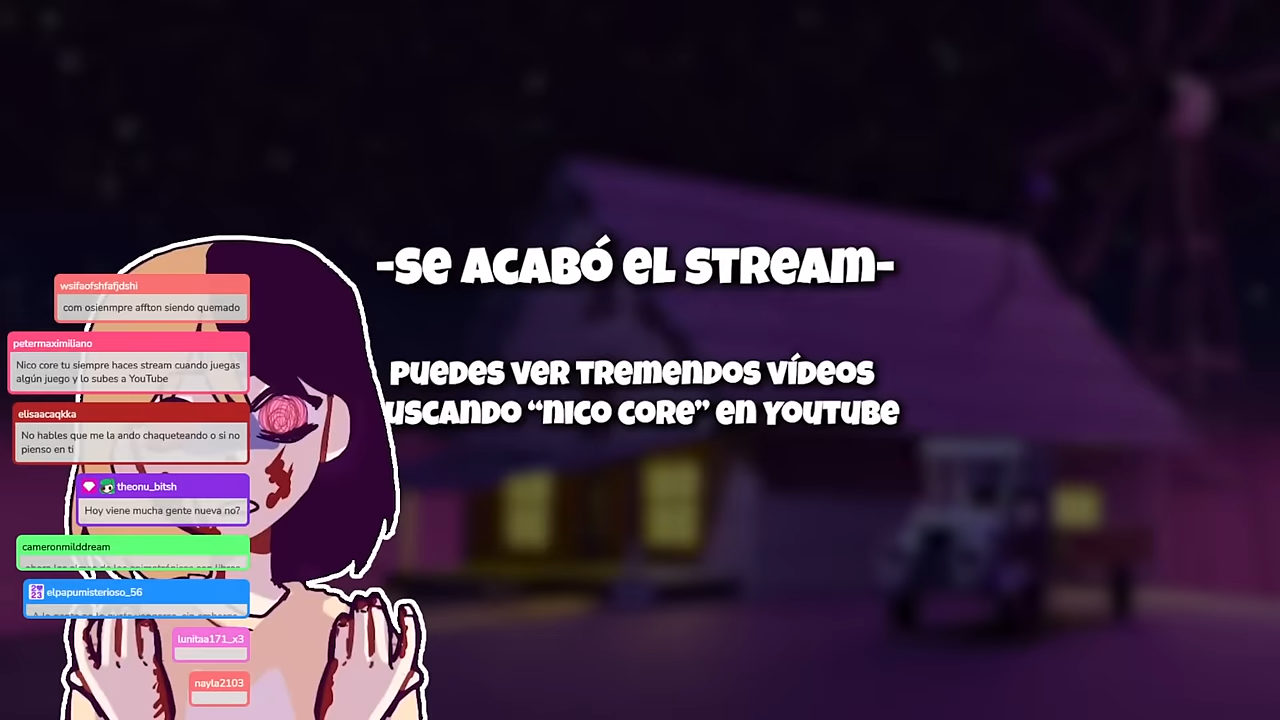 -Se acabó el stream-
Puedes ver tremendos vídeos
uscando “nico core” en youtube
wsifaofshfafjdshi
com osienmpre affton siendo quemado
petermaximiliano
Nico core tu siempre haces stream cuando juegas
algún juego y lo subes a YouTube
elisaacaqkka
No hables que me la ando chaqueteando o si no
pienso en ti
theonu_bitsh
Hoy viene mucha gente nueva no?
cameronmilddream
elpapumisterioso_56
lunitaa171_x3
nayla2103